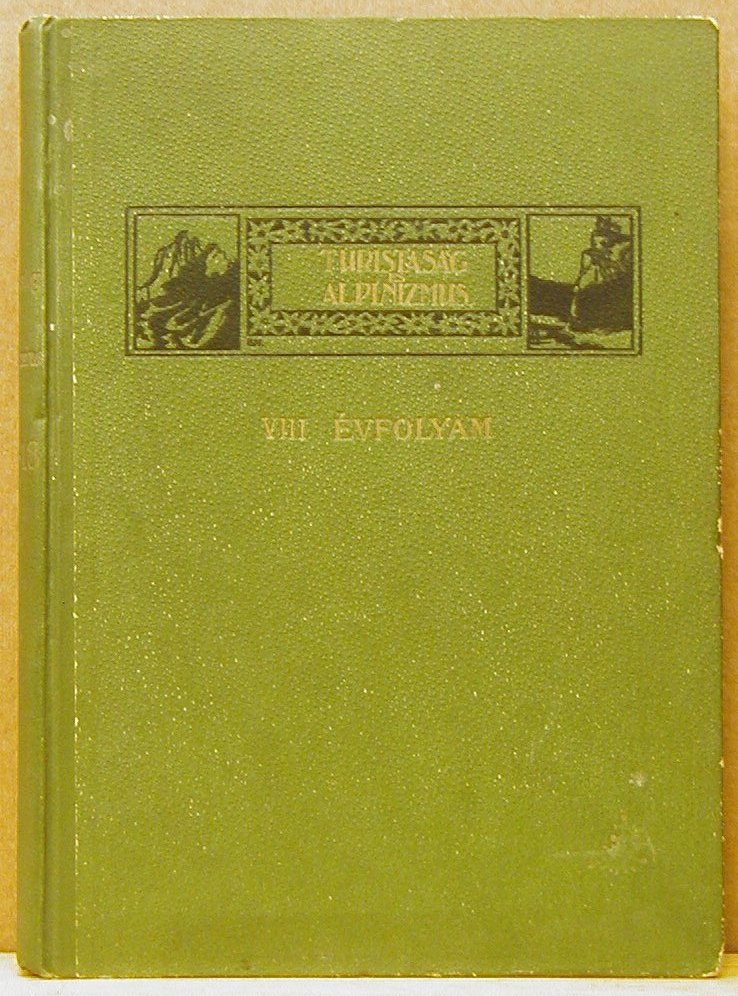 TURISTASÁG
ÉS
ALPINIZMUS.
VIII ÉVFOLYAM